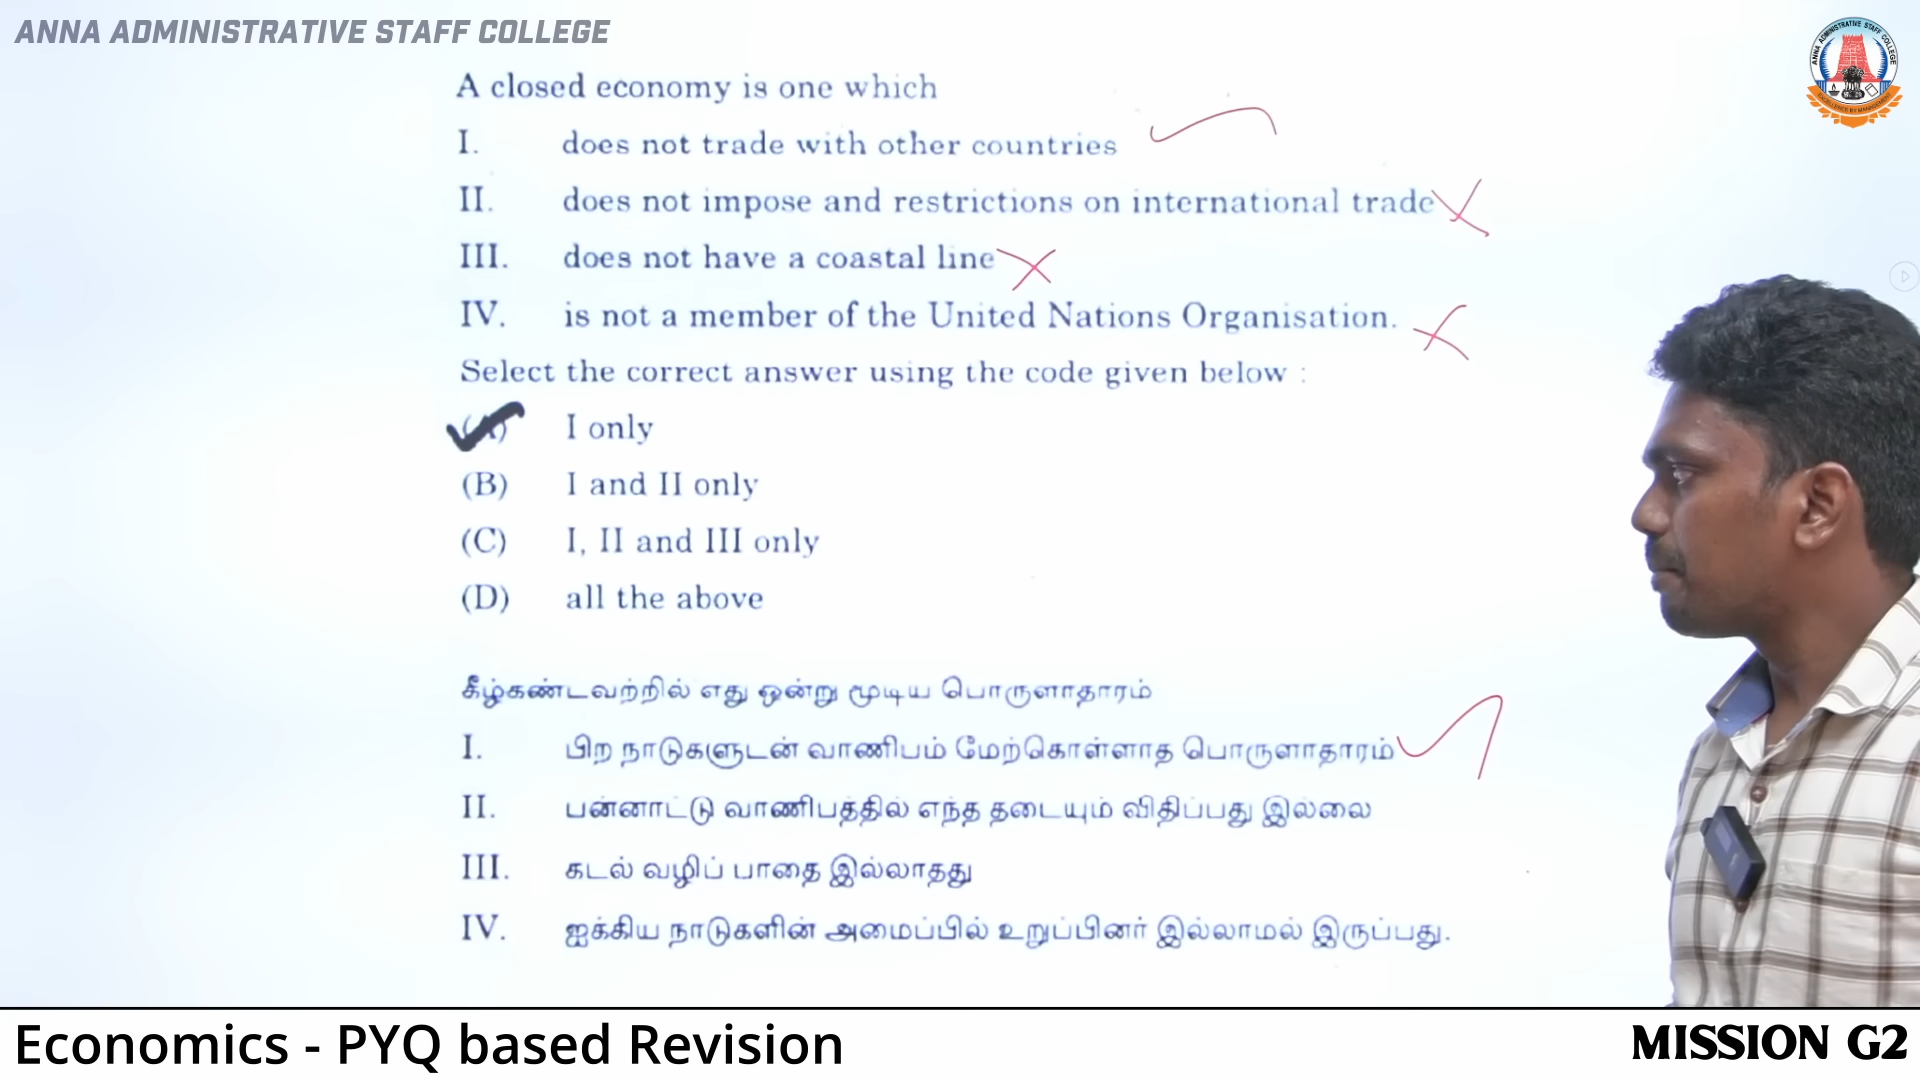 ANNA ADMINISTRATIVE STAFF COLLEGE
A closed economy is one which
I. does not trade with other countries
II. does not impose and restrictions on international trade
III. does not have a coastal line
IV. is not a member of the United Nations Organisation.
Select the correct answer using the code given below :
(A) I only
(B) I and II only
(C) I, II and III only
(D) all the above
கீழ்கண்டவற்றில் எது ஒன்று மூடிய பொருளாதாரம்
I. பிற நாடுகளுடன் வாணிபம் மேற்கொள்ளாத பொருளாதாரம்
II. பன்னாட்டு வாணிபத்தில் எந்த தடையும் விதிப்பது இல்லை
III. கடல் வழிப் பாதை இல்லாதது
IV. ஐக்கிய நாடுகளின் அமைப்பில் உறுப்பினர் இல்லாமல் இருப்பது.
Economics - PYQ based Revision
MISSION G2